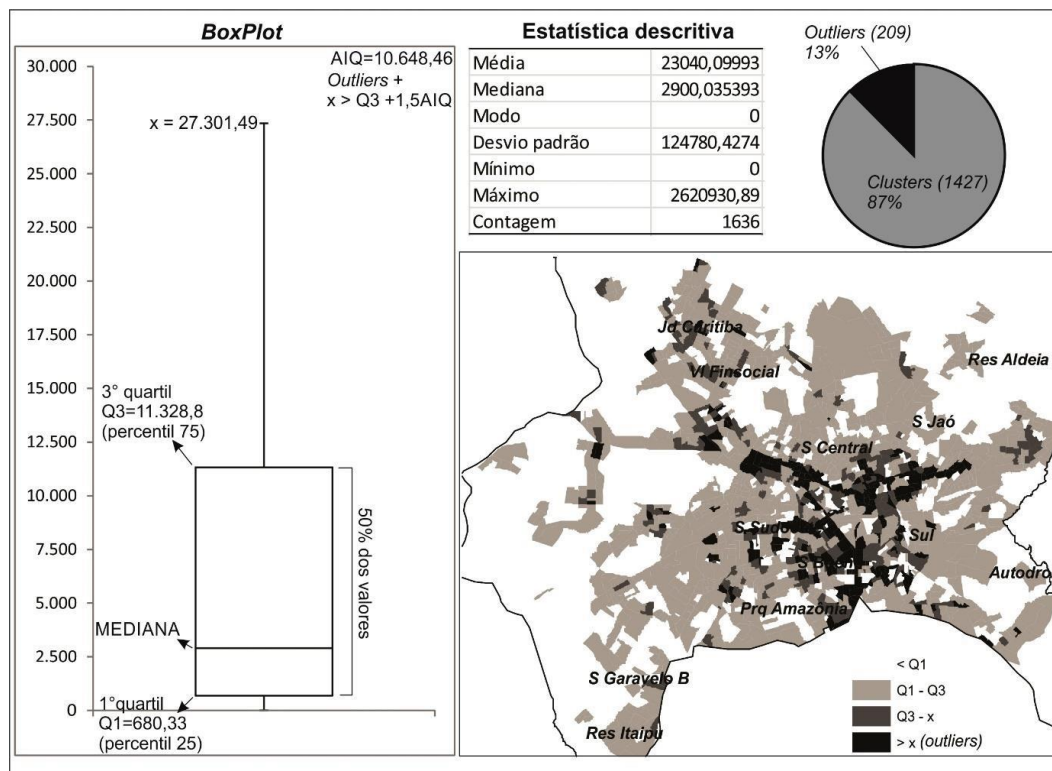 BoxPlot
AIQ=10.648,46
Outliers +
x > Q3 +1,5AIQ
30.000
27.500
25.000
22.500
20.000
17.500
15.000
12.500
10.000
7.500
5.000
2.500
0
x = 27.301,49
3° quartil
Q3=11.328,8
(percentil 75)
50% dos valores
MEDIANA
1°quartil
Q1=680,33
(percentil 25)
Estatística descritiva
Média 23040,09993
Mediana 2900,035393
Modo 0
Desvio padrão 124780,4274
Mínimo 0
Máximo 2620930,89
Contagem 1636
Outliers (209)
13%
Clusters (1427)
87%
Jd Curitiba
Vl Finsocial
Res Aldeia
S Jaó
S Central
S Sudo
S Sul
S Bueno
Autodro
Prq Amazônia
S Garavelo B
Res Itaipu
< Q1
Q1 - Q3
Q3 - x
> x (outliers)